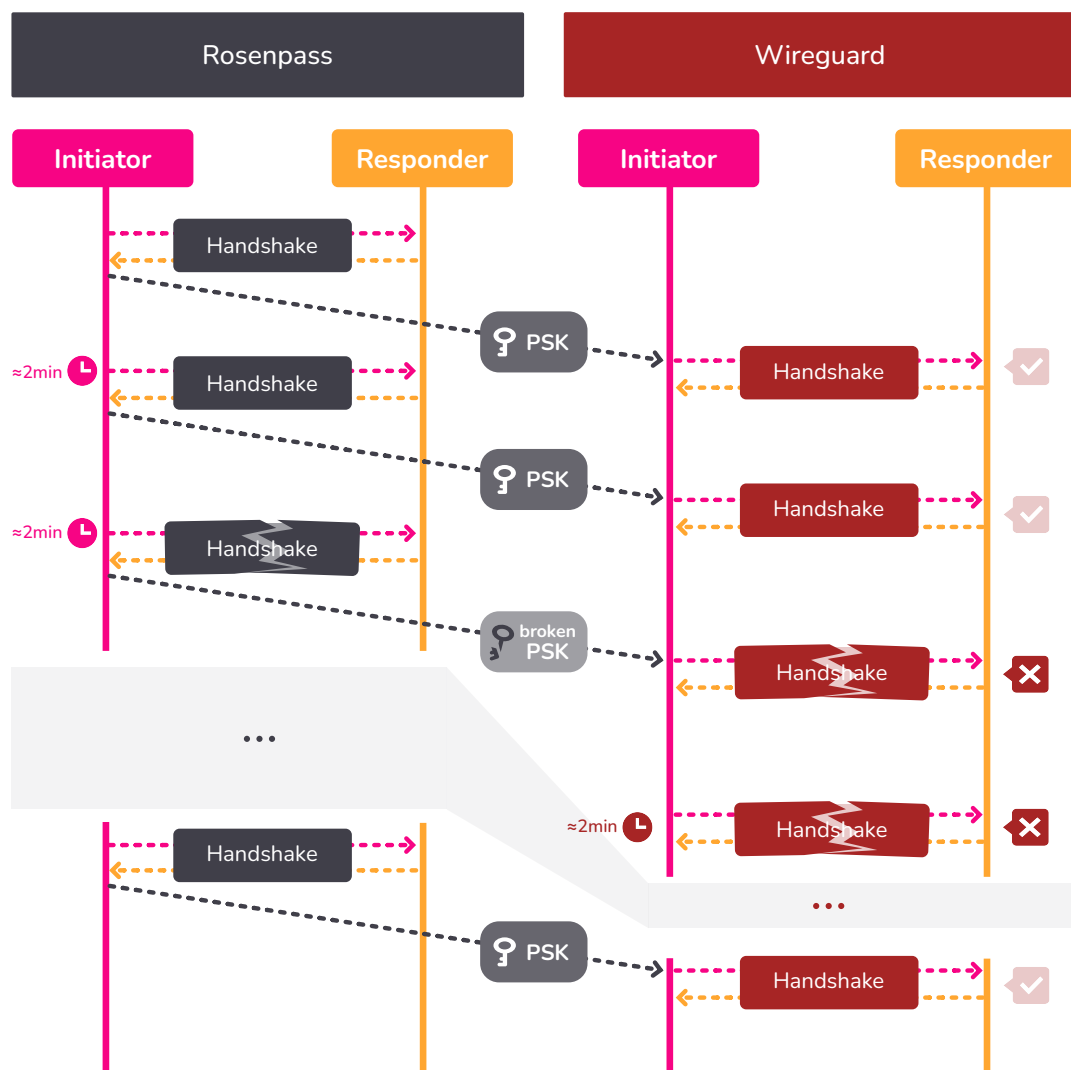 Rosenpass
Wireguard
Initiator
Responder
Initiator
Responder
Handshake
PSK
Handshake
≈2min
Handshake
PSK
Handshake
≈2min
Handshake
broken
PSK
Handshake
...
≈2min
Handshake
Handshake
...
PSK
Handshake